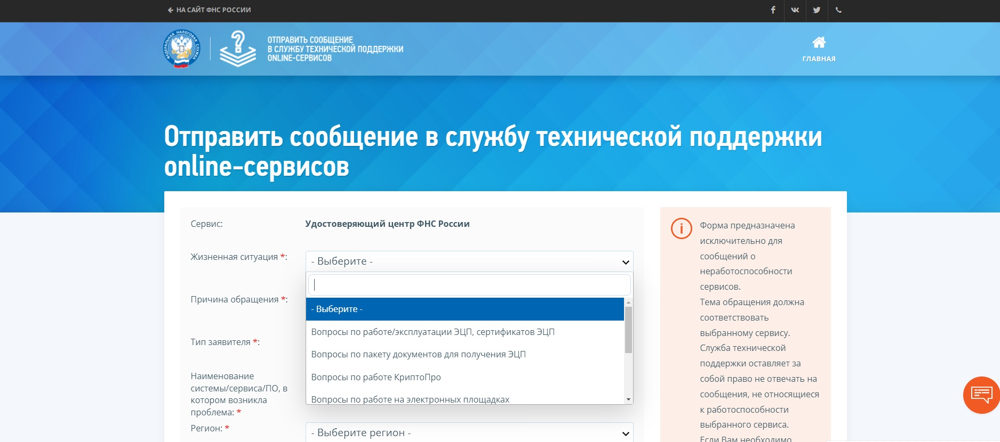 НА САЙТ ФНС РОССИИ
ФЕДЕРАЛЬНАЯ НАЛОГОВАЯ СЛУЖБА
ОТПРАВИТЬ СООБЩЕНИЕ
В СЛУЖБУ ТЕХНИЧЕСКОЙ ПОДДЕРЖКИ
ONLINE-СЕРВИСОВ
ГЛАВНАЯ
Отправить сообщение в службу технической поддержки
online-сервисов
Сервис:
Удостоверяющий центр ФНС России
Жизненная ситуация *:
- Выберите -
- Выберите -
Вопросы по работе/эксплуатации ЭЦП, сертификатов ЭЦП
Вопросы по пакету документов для получения ЭЦП
Вопросы по работе КриптоПро
Вопросы по работе на электронных площадках
Причина обращения *:
Тип заявителя *:
Наименование
системы/сервиса/ПО, в
котором возникла
проблема: *
Регион: *
- Выберите регион -
Форма предназначена
исключительно для
сообщений о
неработоспособности
сервисов.
Тема обращения должна
соответствовать
выбранному сервису.
Служба технической
поддержки оставляет за
собой право не отвечать на
сообщения, не относящиеся
к работоспособности
выбранного сервиса.
Если Вам необходимо